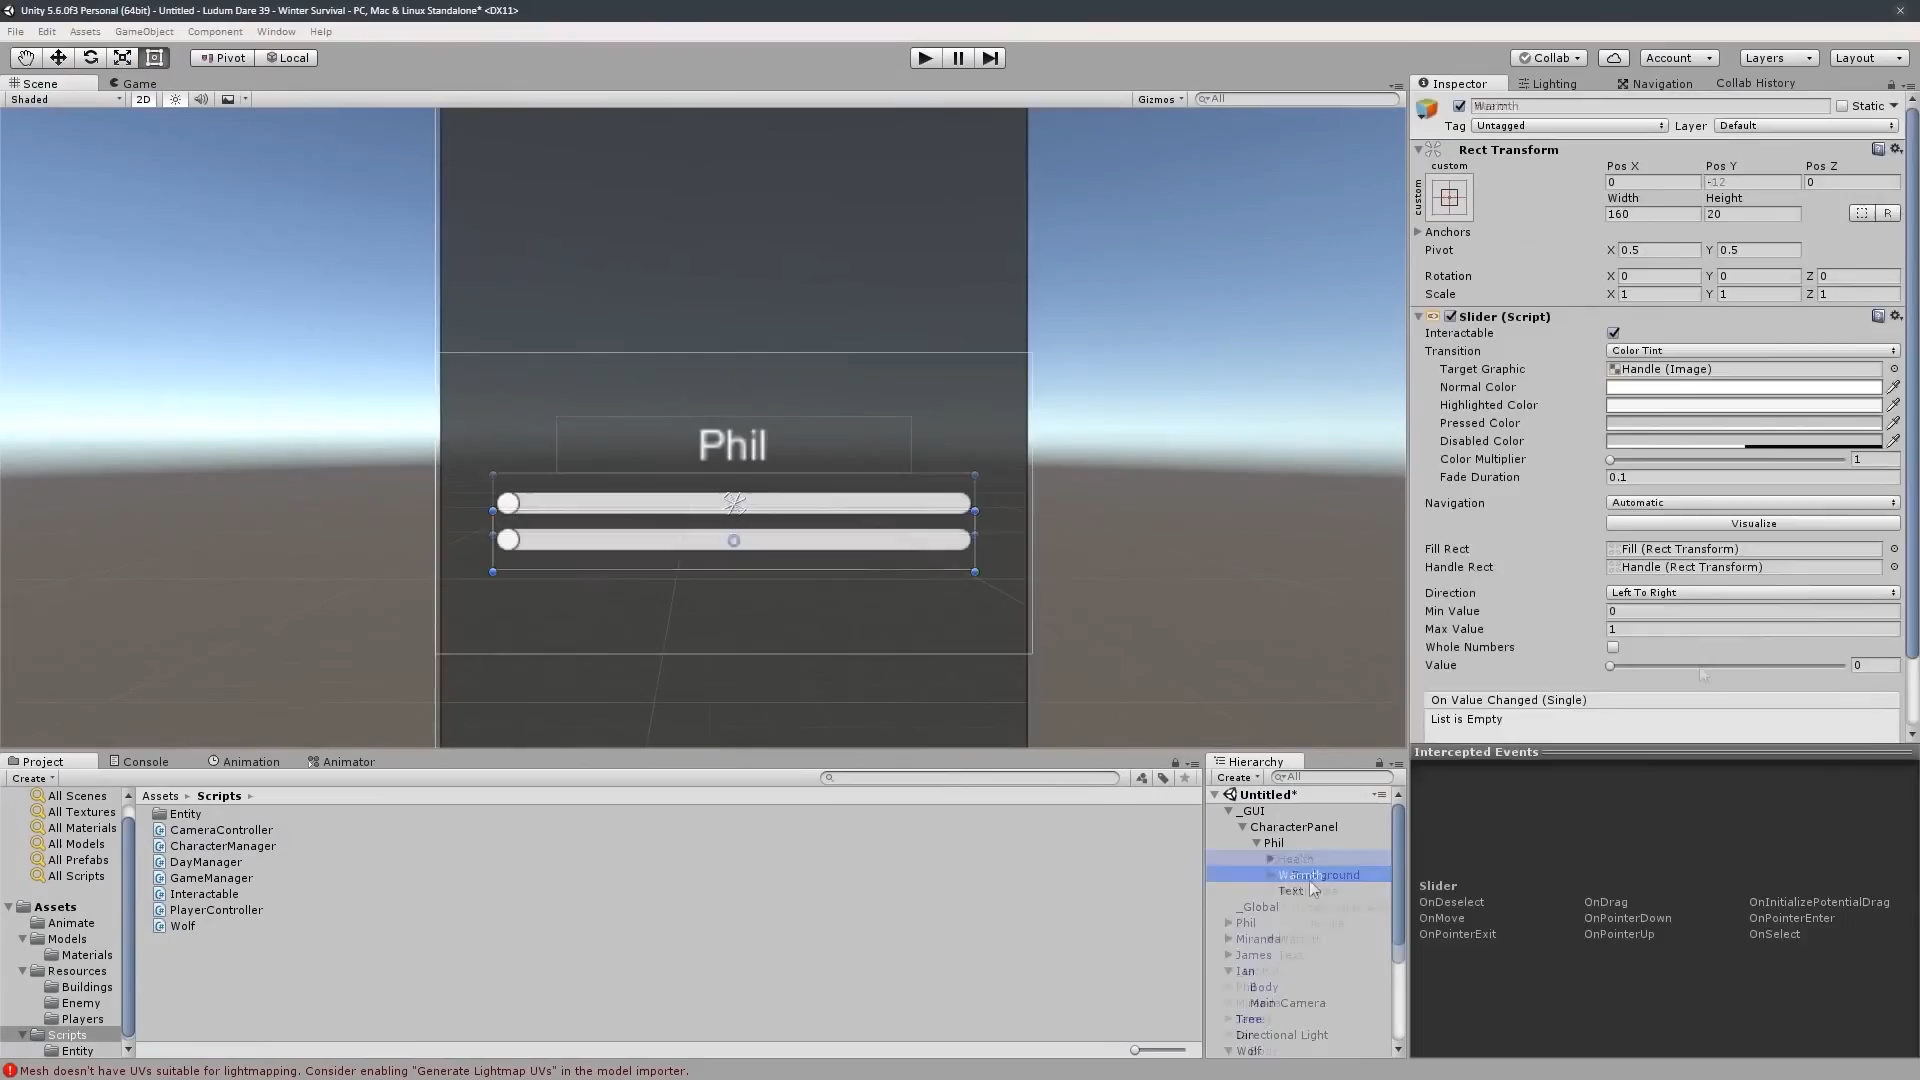 Unity 5.6.0f3 Personal (64bit) - Untitled - Ludum Dare 39 - Winter Survival - PC, Mac & Linux Standalone* <DX11>
File Edit Assets GameObject Component Window Help
Pivot Local Collab Account Layers Layout
Scene Game
Shaded 2D Gizmos All
Inspector Lighting Navigation Collab History
Warmth Static
Tag Untagged Layer Default
Rect Transform
custom
custom
Pos X Pos Y Pos Z
0 -12 0
Width Height
160 20 R
Anchors
Pivot X 0.5 Y 0.5
Rotation X 0 Y 0 Z 0
Scale X 1 Y 1 Z 1
Slider (Script)
Interactable
Transition Color Tint
Target Graphic Handle (Image)
Normal Color
Highlighted Color
Pressed Color
Disabled Color
Color Multiplier 1
Fade Duration 0.1
Navigation Automatic
Visualize
Fill Rect Fill (Rect Transform)
Handle Rect Handle (Rect Transform)
Direction Left To Right
Min Value 0
Max Value 1
Whole Numbers
Value 0
On Value Changed (Single)
List is Empty
Phil
Project Console Animation Animator
Create
All Scenes
All Textures
All Materials
All Models
All Prefabs
All Scripts
Assets
Animate
Models
Materials
Resources
Buildings
Enemy
Players
Scripts
Entity
Assets Scripts
Entity
CameraController
CharacterManager
DayManager
GameManager
Interactable
PlayerController
Wolf
Hierarchy
Create All
Untitled*
_GUI
CharacterPanel
Phil
Health
Warmth
Text
_Global
Phil
Miranda
James
Ian
Body
Main Camera
Tree
Directional Light
Wolf
Intercepted Events
Slider
OnDeselect OnDrag OnInitializePotentialDrag
OnMove OnPointerDown OnPointerEnter
OnPointerExit OnPointerUp OnSelect
Mesh doesn't have UVs suitable for lightmapping. Consider enabling "Generate Lightmap UVs" in the model importer.